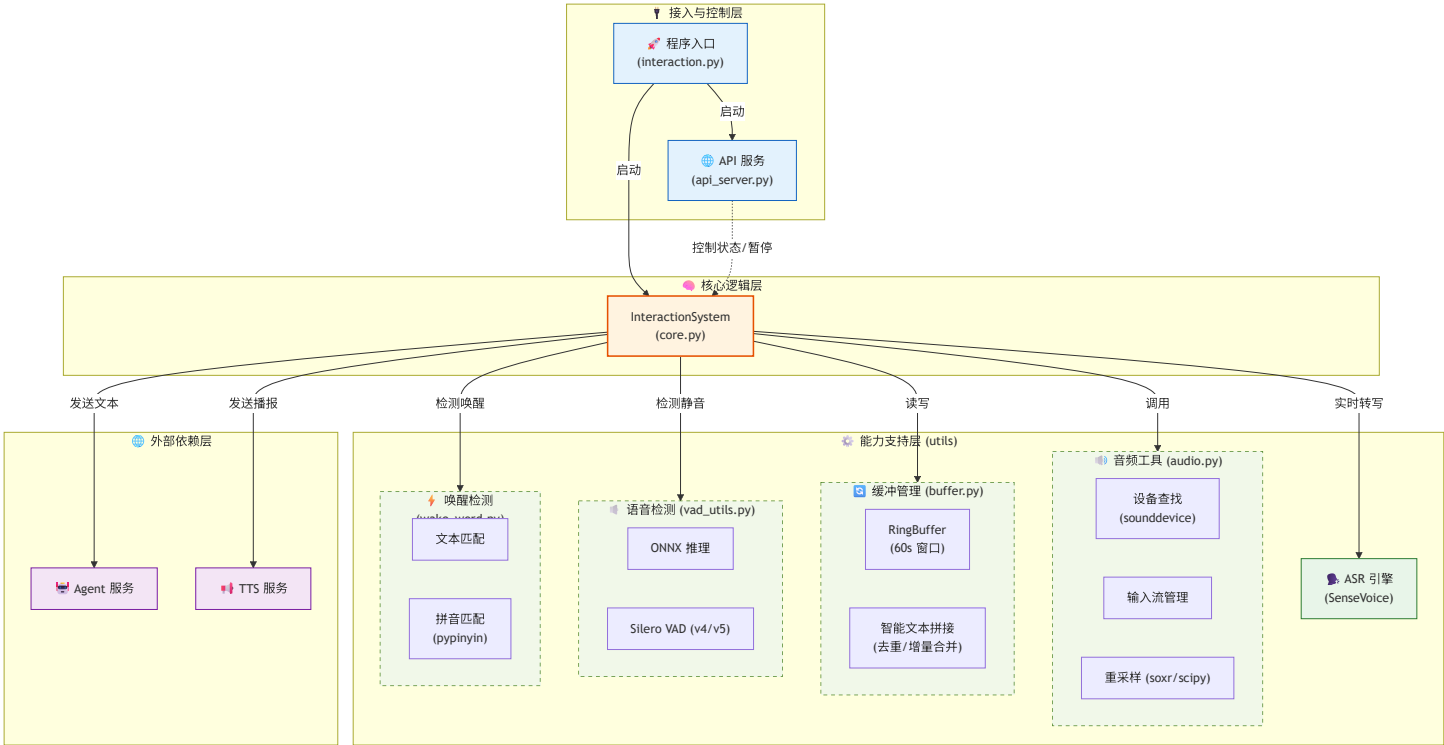 接入与控制层
程序入口
(interaction.py)
启动
启动
API 服务
(api_server.py)
控制状态/暂停
核心逻辑层
InteractionSystem
(core.py)
发送文本
发送播报
检测唤醒
检测静音
读写
调用
实时转写
外部依赖层
Agent 服务
TTS 服务
能力支持层 (utils)
唤醒检测
(wake_word.py)
文本匹配
拼音匹配
(pypinyin)
语音检测 (vad_utils.py)
ONNX 推理
Silero VAD (v4/v5)
缓冲管理 (buffer.py)
RingBuffer
(60s 窗口)
智能文本拼接
(去重/增量合并)
音频工具 (audio.py)
设备查找
(sounddevice)
输入流管理
重采样 (soxr/scipy)
ASR 引擎
(SenseVoice)